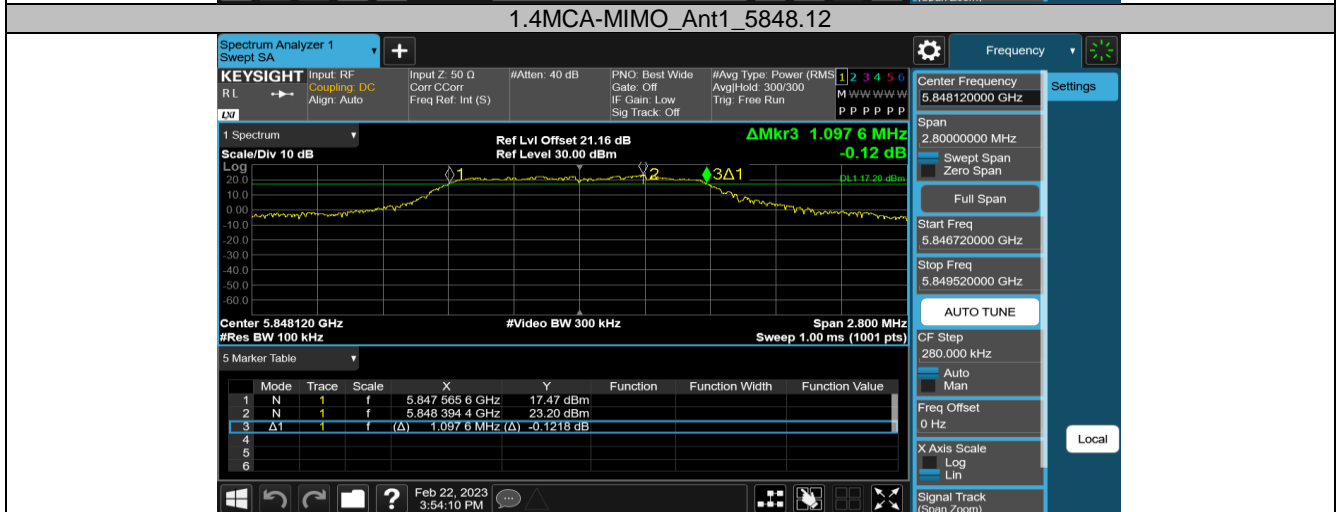 (Span Zoom)
1.4MCA-MIMO_Ant1_5848.12
Spectrum Analyzer 1
Swept SA
+
Frequency
KEYSIGHT
RL
LXI
Input: RF
Coupling: DC
Align: Auto
Input Z: 50 Ω
Corr CCorr
Freq Ref: Int (S)
#Atten: 40 dB
PNO: Best Wide
Gate: Off
IF Gain: Low
Sig Track: Off
#Avg Type: Power (RMS
Avg|Hold: 300/300
Trig: Free Run
1 2 3 4 5 6
M W W W W W
P P P P P P
1 Spectrum
Scale/Div 10 dB
Ref Lvl Offset 21.16 dB
Ref Level 30.00 dBm
ΔMkr3 1.097 6 MHz
-0.12 dB
Log
20.0
10.0
0.00
-10.0
-20.0
-30.0
-40.0
-50.0
-60.0
1
2
3Δ1
DL1 17.20 dBm
Center 5.848120 GHz
#Res BW 100 kHz
#Video BW 300 kHz
Span 2.800 MHz
Sweep 1.00 ms (1001 pts)
5 Marker Table
Mode Trace Scale X Y Function Function Width Function Value
1 N 1 f 5.847 565 6 GHz 17.47 dBm
2 N 1 f 5.848 394 4 GHz 23.20 dBm
3 Δ1 1 f (Δ) 1.097 6 MHz (Δ) -0.1218 dB
4
5
6
Center Frequency
5.848120000 GHz
Settings
Span
2.80000000 MHz
Swept Span
Zero Span
Full Span
Start Freq
5.846720000 GHz
Stop Freq
5.849520000 GHz
AUTO TUNE
CF Step
280.000 kHz
Auto
Man
Freq Offset
0 Hz
X Axis Scale
Log
Lin
Local
Signal Track
(Span Zoom)
?
Feb 22, 2023
3:54:10 PM